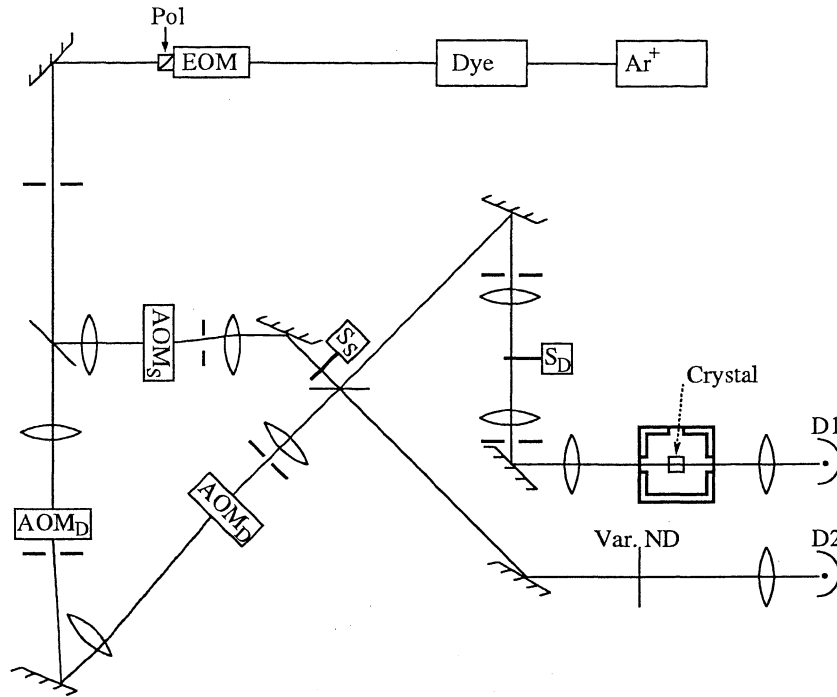 Pol
EOM
Dye
Ar+
AOMS
SS
SD
Crystal
D1
AOMD
AOMD
Var. ND
D2